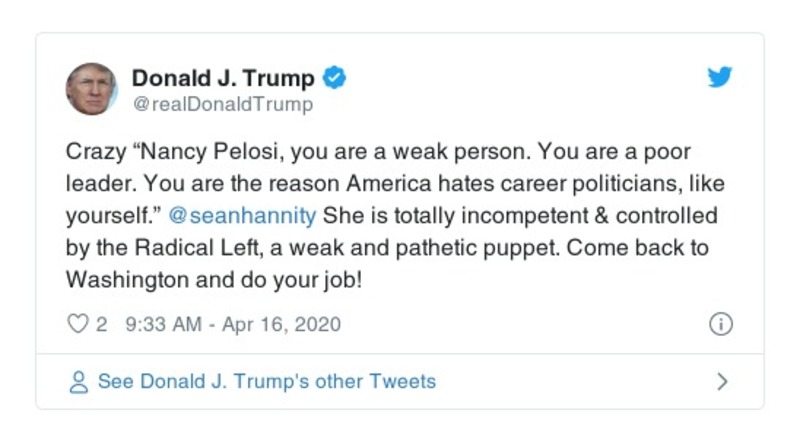 Donald J. Trump
@realDonaldTrump
Crazy “Nancy Pelosi, you are a weak person. You are a poor
leader. You are the reason America hates career politicians, like
yourself.” @seanhannity She is totally incompetent & controlled
by the Radical Left, a weak and pathetic puppet. Come back to
Washington and do your job!
2 9:33 AM - Apr 16, 2020
See Donald J. Trump's other Tweets